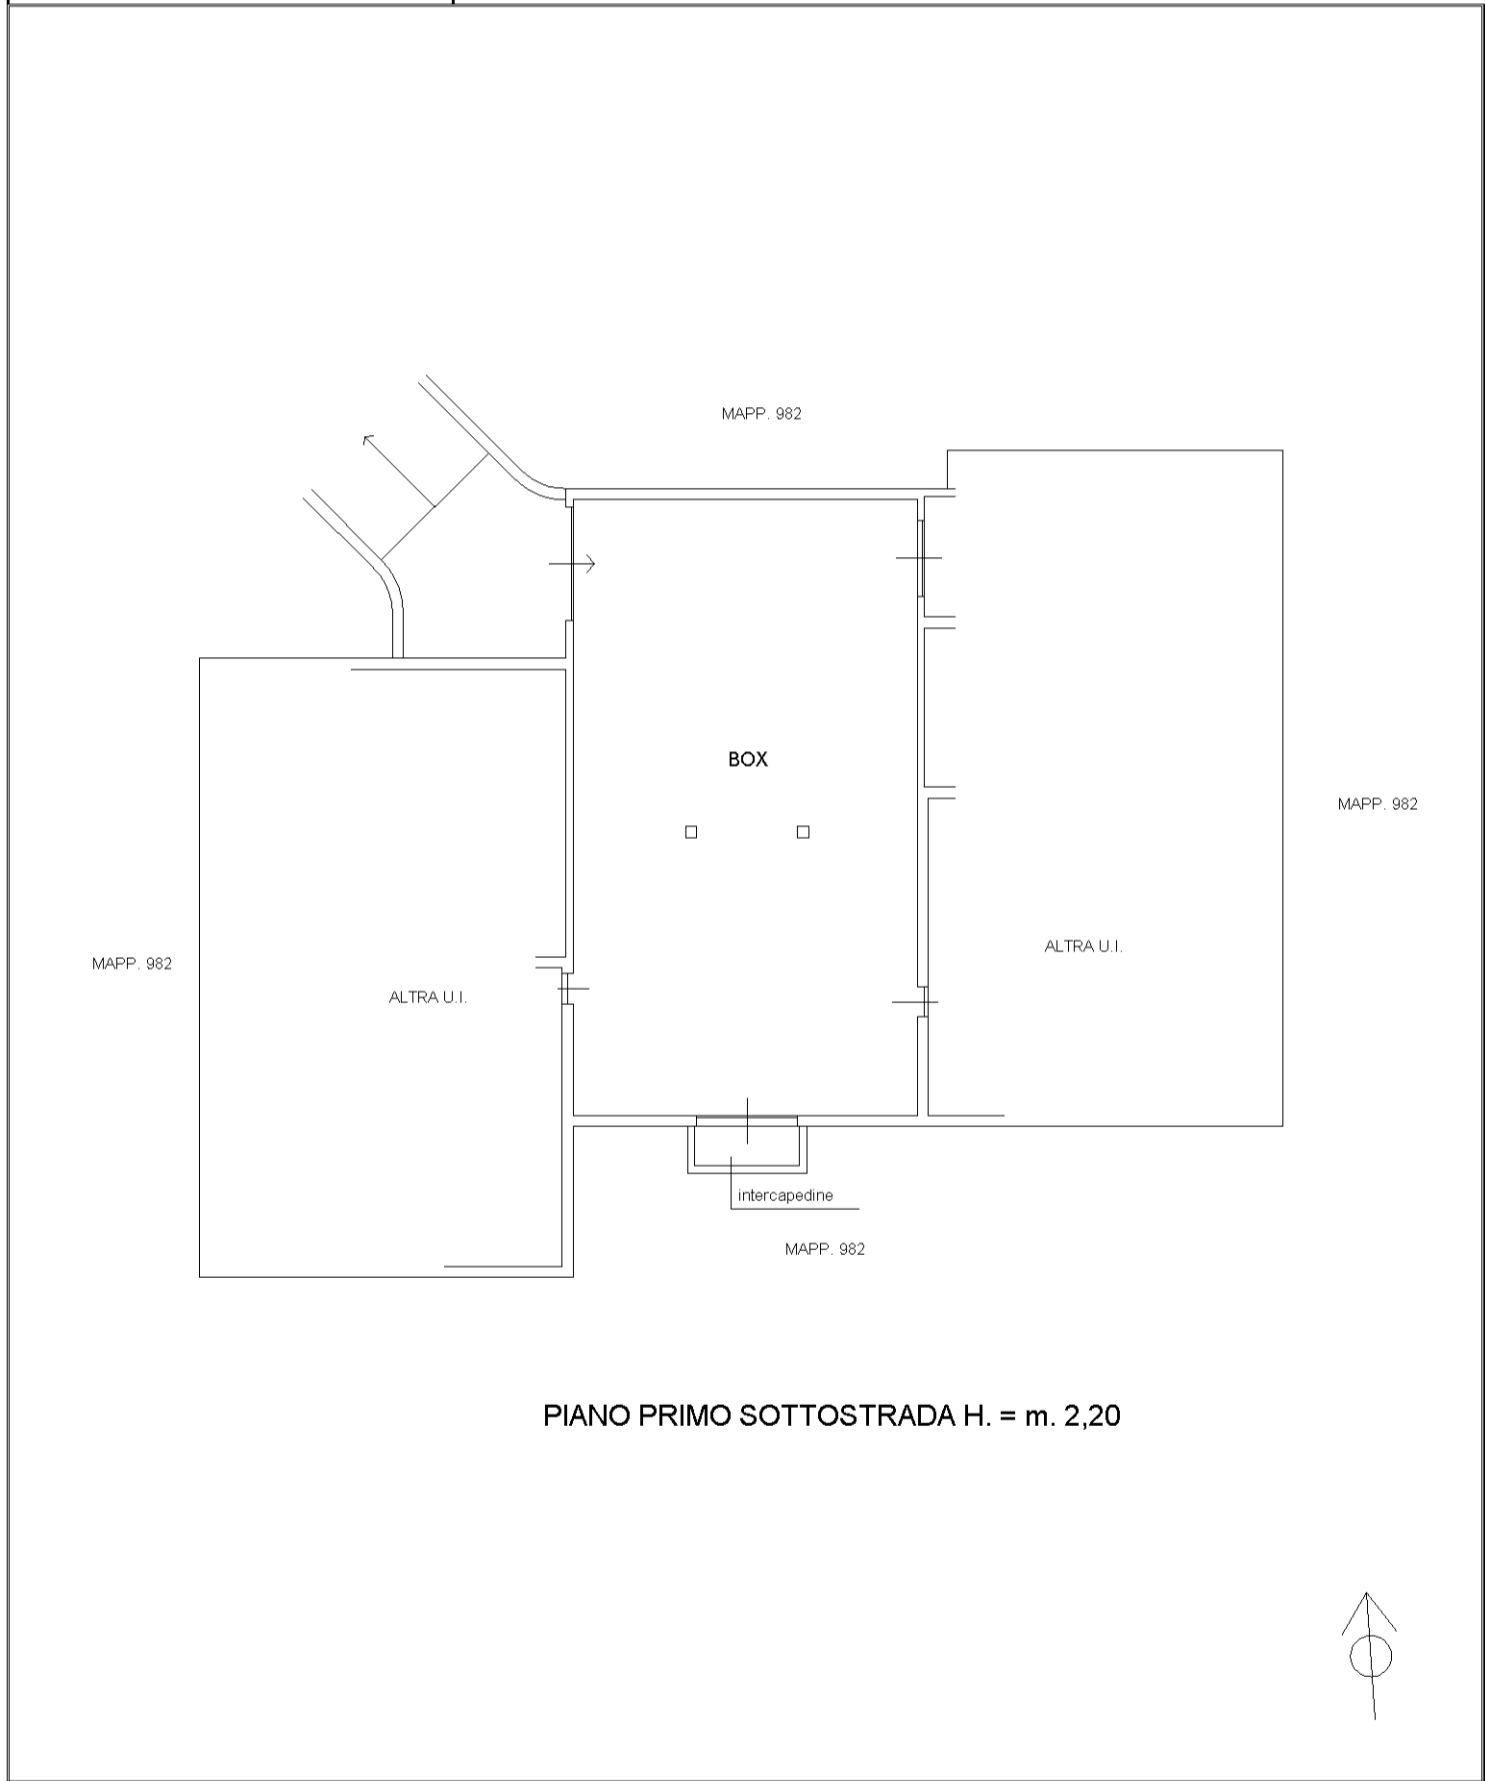 MAPP. 982
BOX
MAPP. 982
ALTRA U.I.
MAPP. 982
ALTRA U.I.
intercapedine
MAPP. 982
PIANO PRIMO SOTTOSTRADA H. = m. 2,20